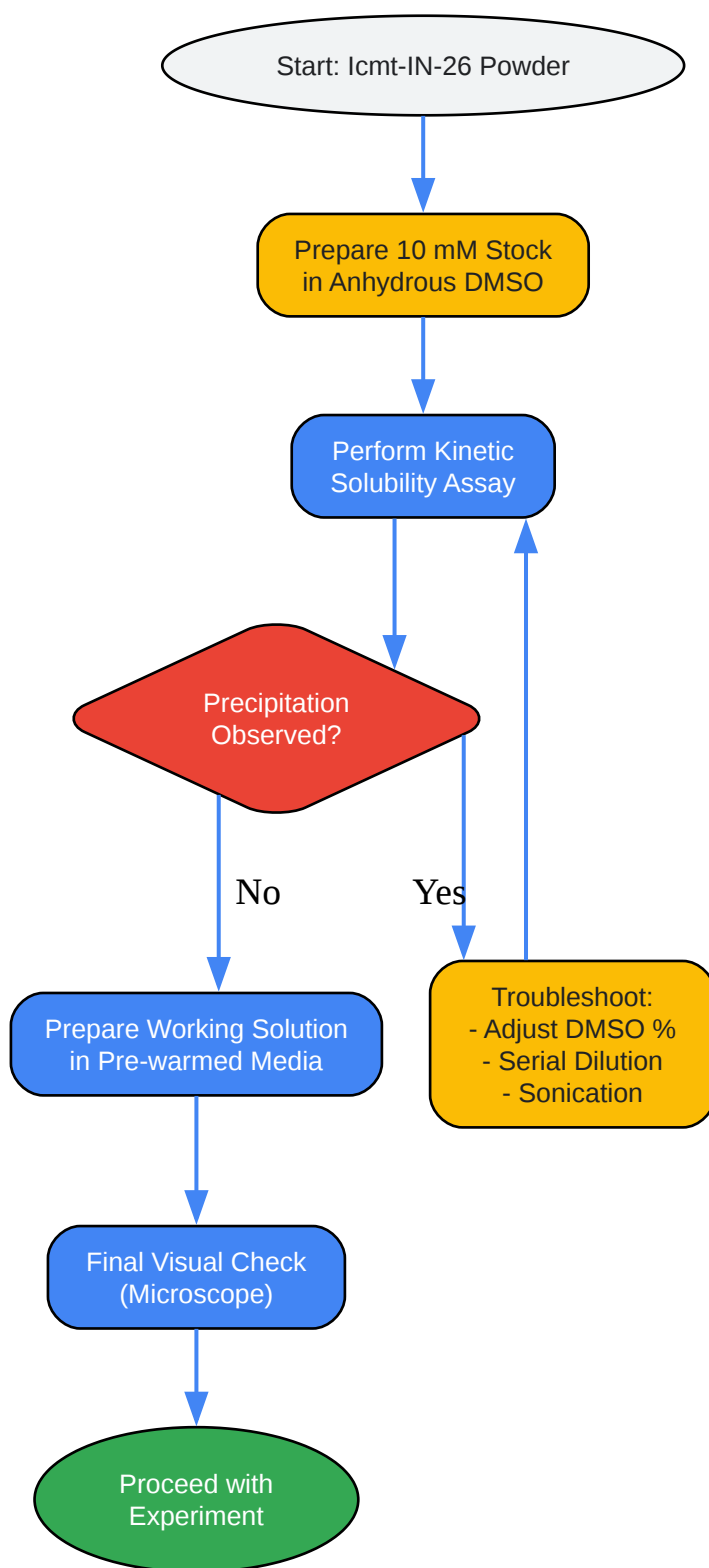 Start: Icmt-IN-26 Powder
Prepare 10 mM Stock
in Anhydrous DMSO
Perform Kinetic
Solubility Assay
Precipitation
Observed?
No
Yes
Troubleshoot:
- Adjust DMSO %
- Serial Dilution
- Sonication
Prepare Working Solution
in Pre-warmed Media
Final Visual Check
(Microscope)
Proceed with
Experiment